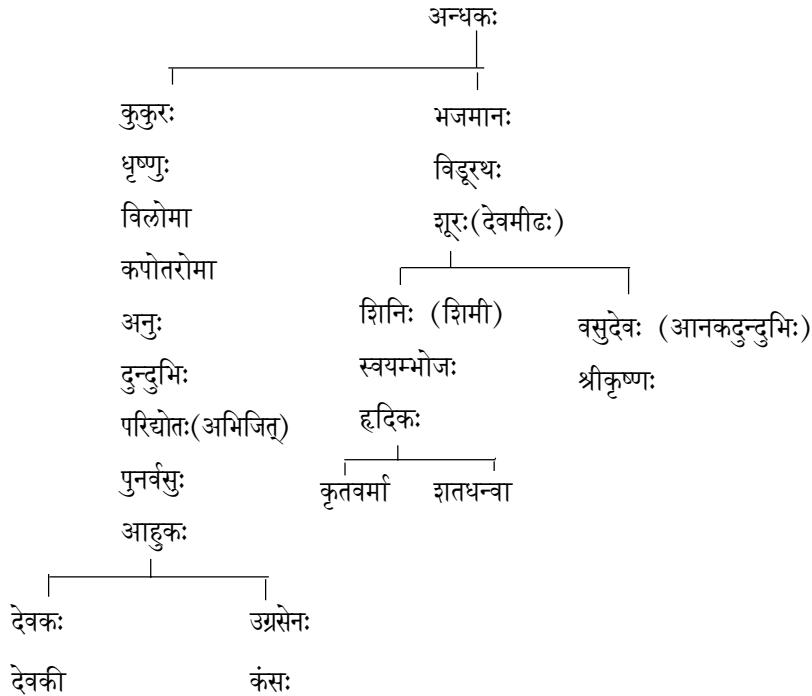 अन्धकः
कुकुरः
धृष्णुः
विलोमा
कपोतरोमा
अनुः
दुन्दुभिः
परिद्योतः(अभिजित्)
पुनर्वसुः
आहुकः
देवकः
देवकी
उग्रसेनः
कंसः
भजमानः
विडूरथः
शूरः(देवमीढः)
शिनिः (शिमी)
स्वयम्भोजः
हृदिकः
कृतवर्मा
शतधन्वा
वसुदेवः (आनकदुन्दुभिः)
श्रीकृष्णः